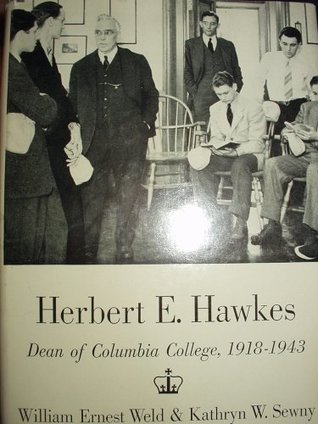 Herbert E. Hawkes
Dean of Columbia College, 1918-1943
William Ernest Weld & Kathryn W. Sewny